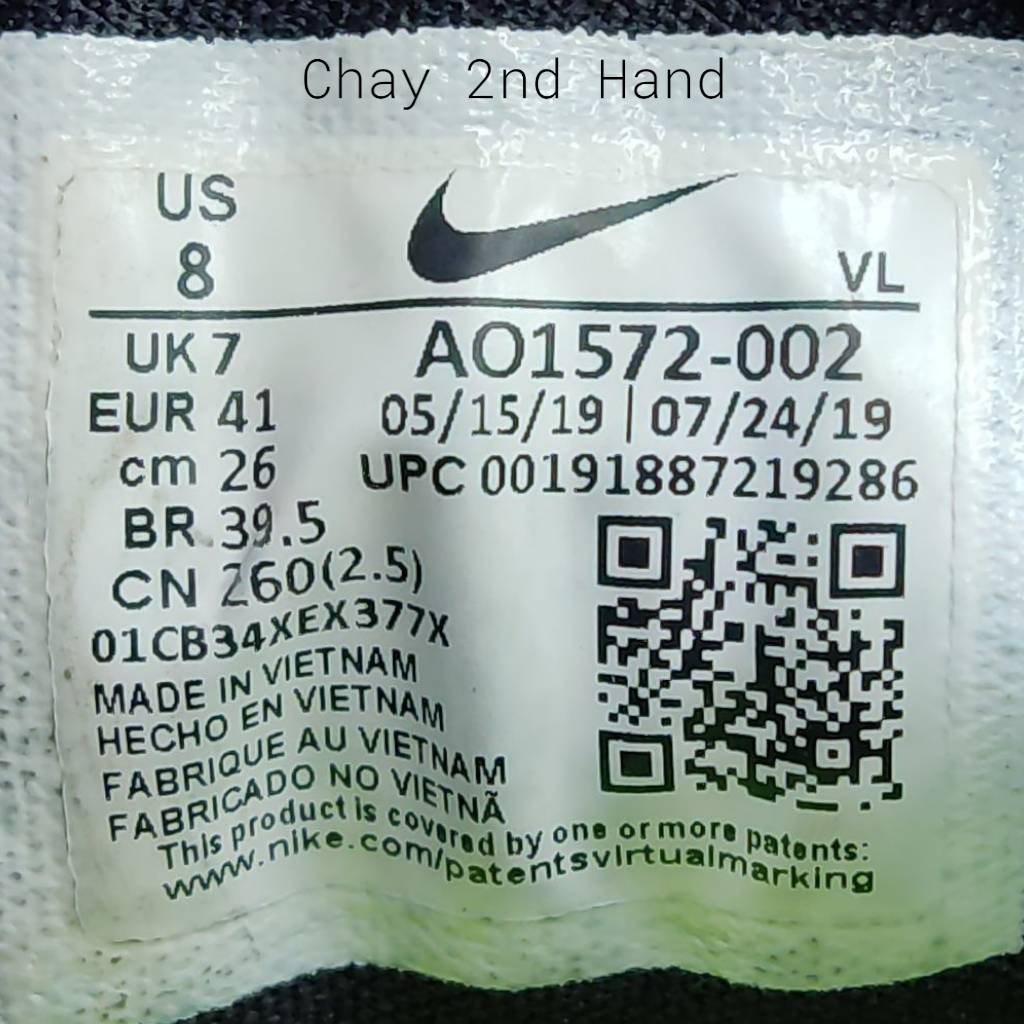 Chay 2nd Hand
US
8
VL
UK 7
EUR 41
cm 26
BR 39.5
CN 260(2.5)
AO1572-002
05/15/19 | 07/24/19
UPC 00191887219286
01CB34XEX377X
MADE IN VIETNAM
HECHO EN VIETNAM
FABRIQUE AU VIETNAM
FABRICADO NO VIETNÃ
This product is covered by one or more patents:
www.nike.com/patentsvirtualmarking